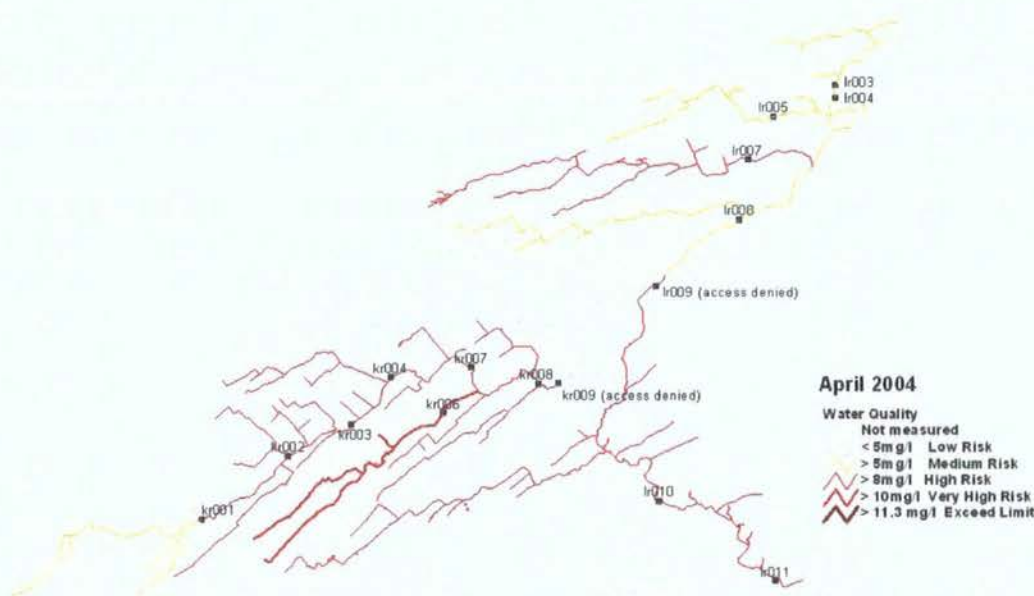 lr003
lr004
lr005
lr007
lr008
lr009 (access denied)
kr004
kr007
kr008
kr009 (access denied)
kr006
kr003
kr002
kr001
lr010
lr011
April 2004
Water Quality
Not measured
< 5mg/l Low Risk
> 5mg/l Medium Risk
> 8mg/l High Risk
> 10mg/l Very High Risk
> 11.3 mg/l Exceed Limit